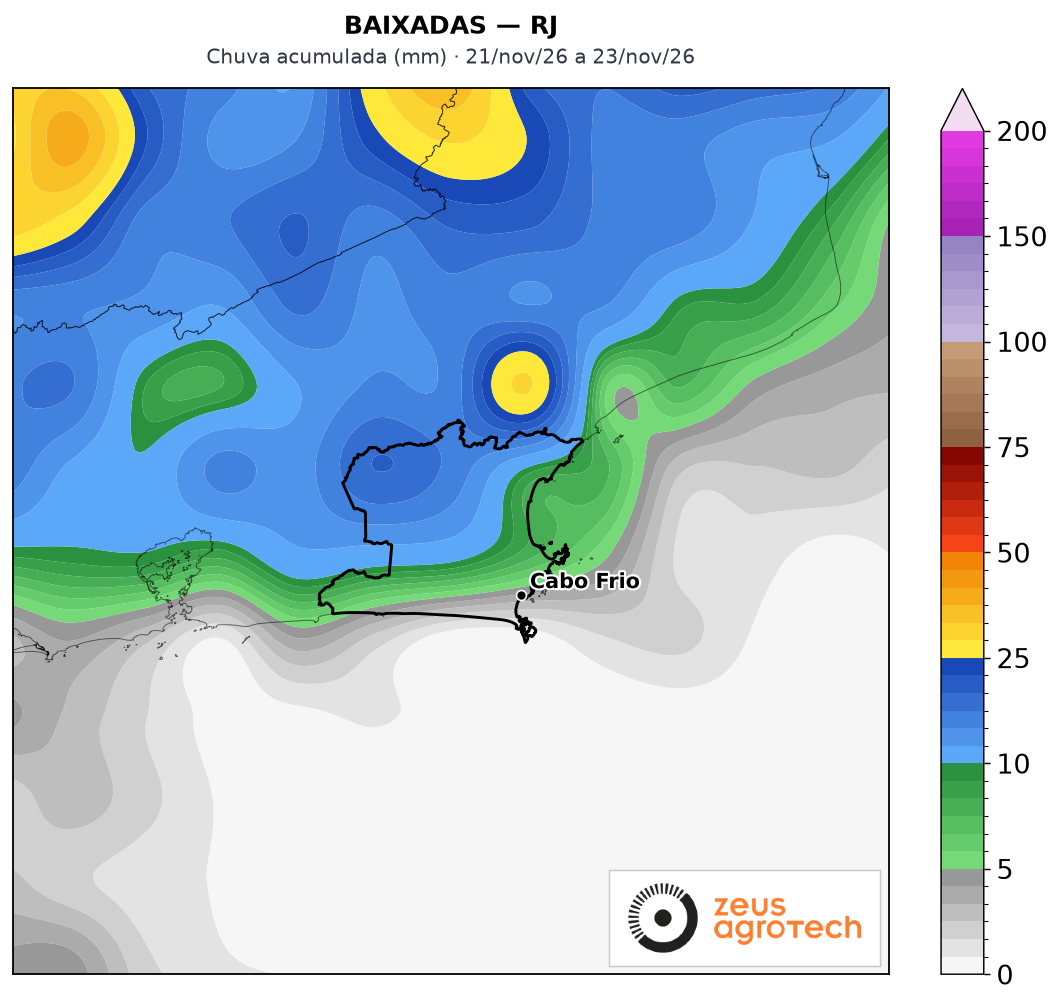 BAIXADAS — RJ
Chuva acumulada (mm) · 21/nov/26 a 23/nov/26
200
150
100
75
50
25
10
5
0
Cabo Frio
zeus
agrotech